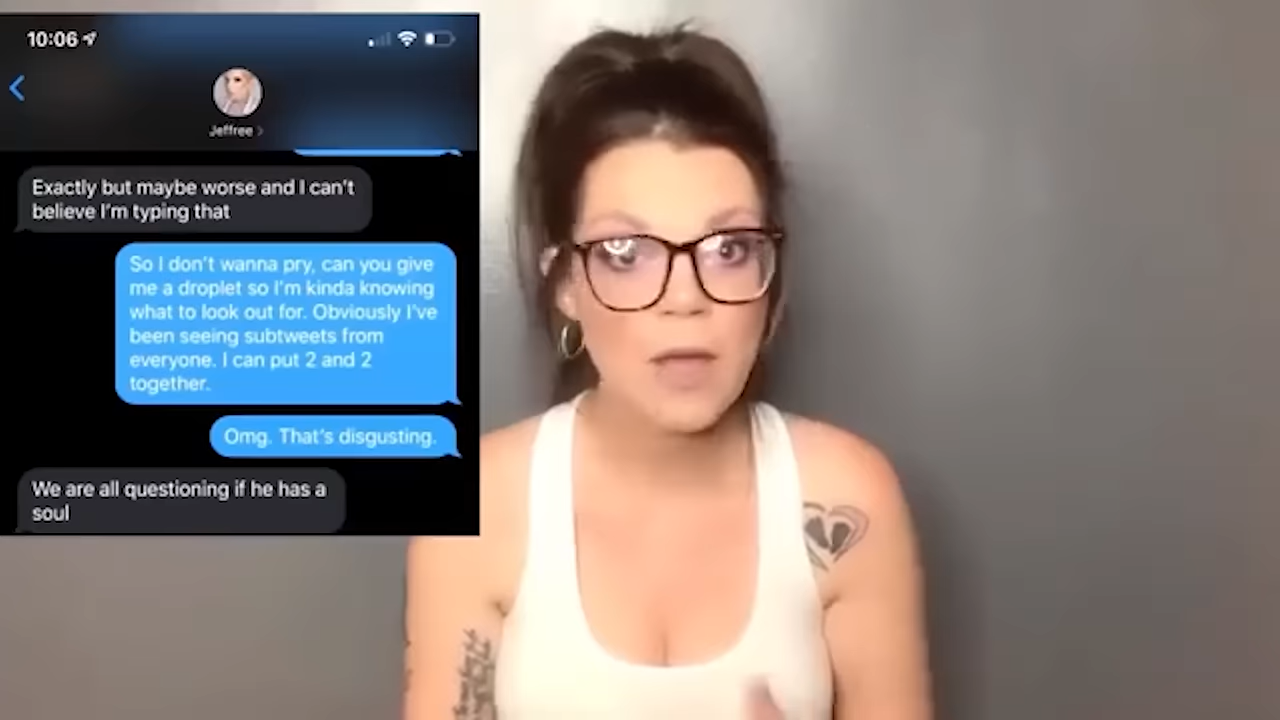 10:06
Jeffree
Exactly but maybe worse and I can't
believe I'm typing that
So I don't wanna pry, can you give
me a droplet so I'm kinda knowing
what to look out for. Obviously I've
been seeing subtweets from
everyone. I can put 2 and 2
together.
Omg. That's disgusting.
We are all questioning if he has a
soul